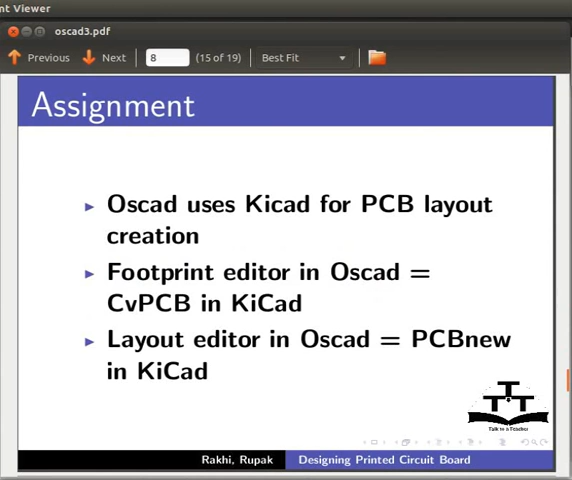 nt Viewer
oscad3.pdf
Previous Next 8 (15 of 19) Best Fit
Assignment
Oscad uses Kicad for PCB layout
creation
Footprint editor in Oscad =
CvPCB in KiCad
Layout editor in Oscad = PCBnew
in KiCad
T
T T
Talk to a Teacher
Rakhi, Rupak Designing Printed Circuit Board